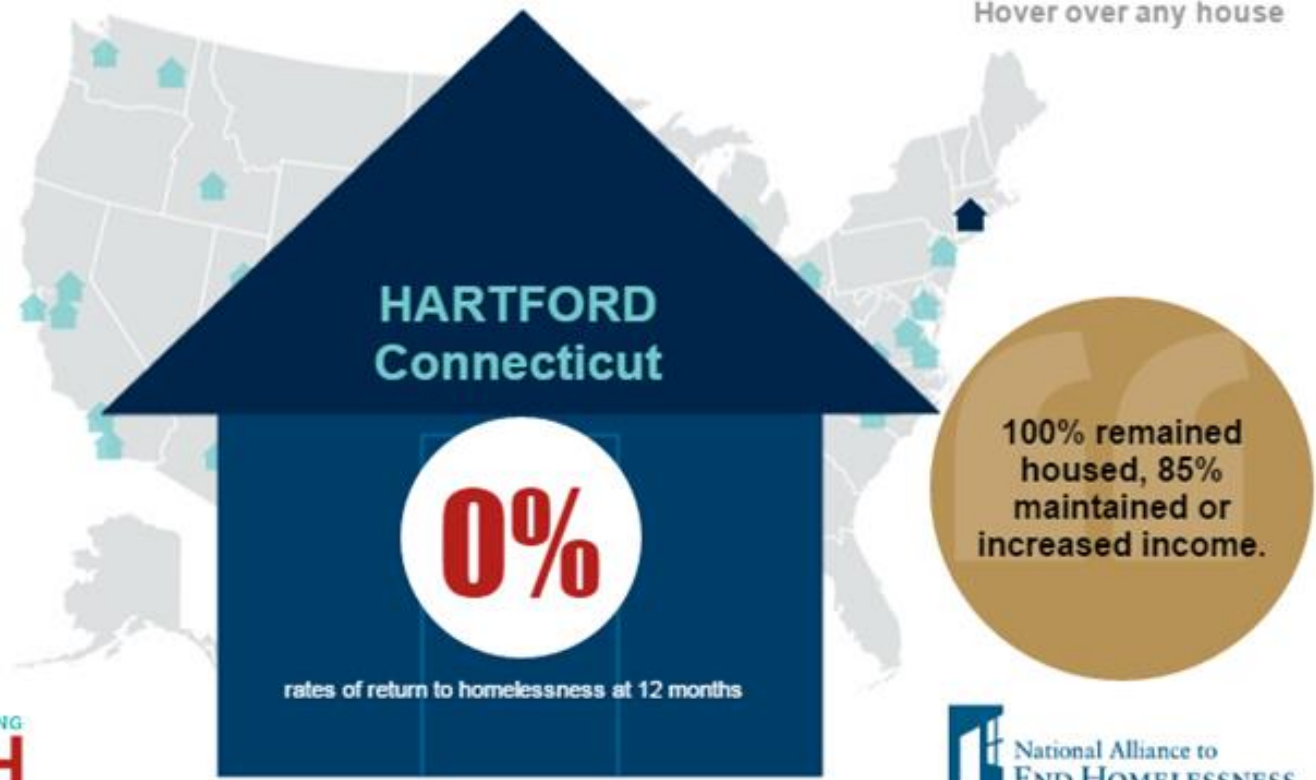 Hover over any house
HARTFORD
Connecticut
0%
rates of return to homelessness at 12 months
100% remained
housed, 85%
maintained or
increased income.
NG
H
National Alliance to
END HOMELESSNESS